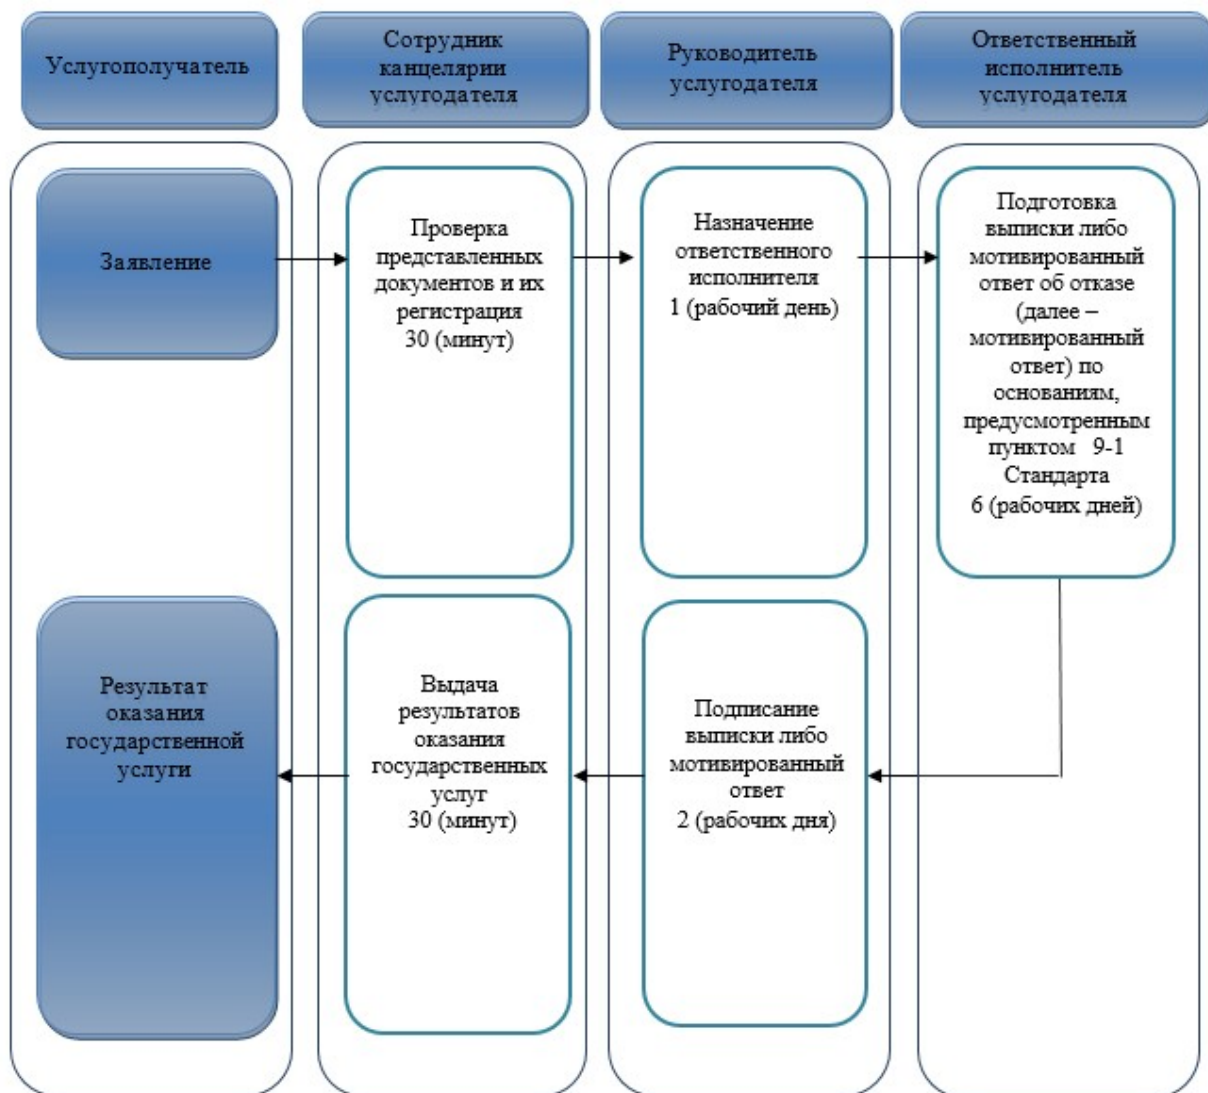 Услугополучатель
Сотрудник
канцелярии
услугодателя
Руководитель
услугодателя
Ответственный
исполнитель
услугодателя
Заявление
Проверка
представленных
документов и их
регистрация
30 (минут)
Назначение
ответственного
исполнителя
1 (рабочий день)
Подготовка
выписки либо
мотивированный
ответ об отказе
(далее –
мотивированный
ответ) по
основаниям,
предусмотренным
пунктом 9-1
Стандарта
6 (рабочих дней)
Результат
оказания
государственной
услуги
Выдача
результатов
оказания
государственных
услуг
30 (минут)
Подписание
выписки либо
мотивированный
ответ
2 (рабочих дня)